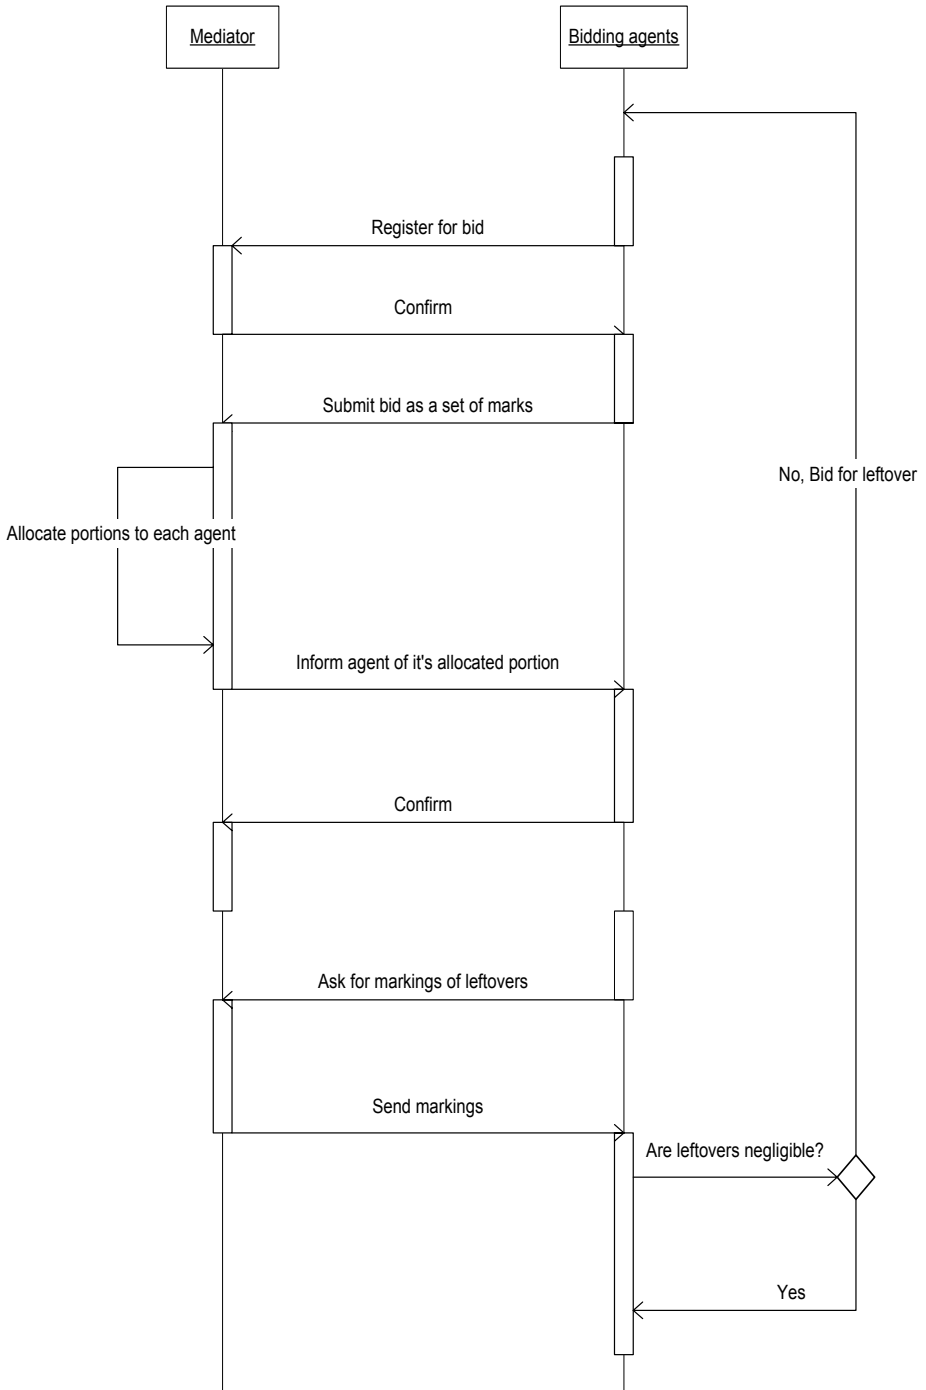 Mediator
Bidding agents
Register for bid
Confirm
Submit bid as a set of marks
No, Bid for leftover
Allocate portions to each agent
Inform agent of it's allocated portion
Confirm
Ask for markings of leftovers
Send markings
Are leftovers negligible?
Yes